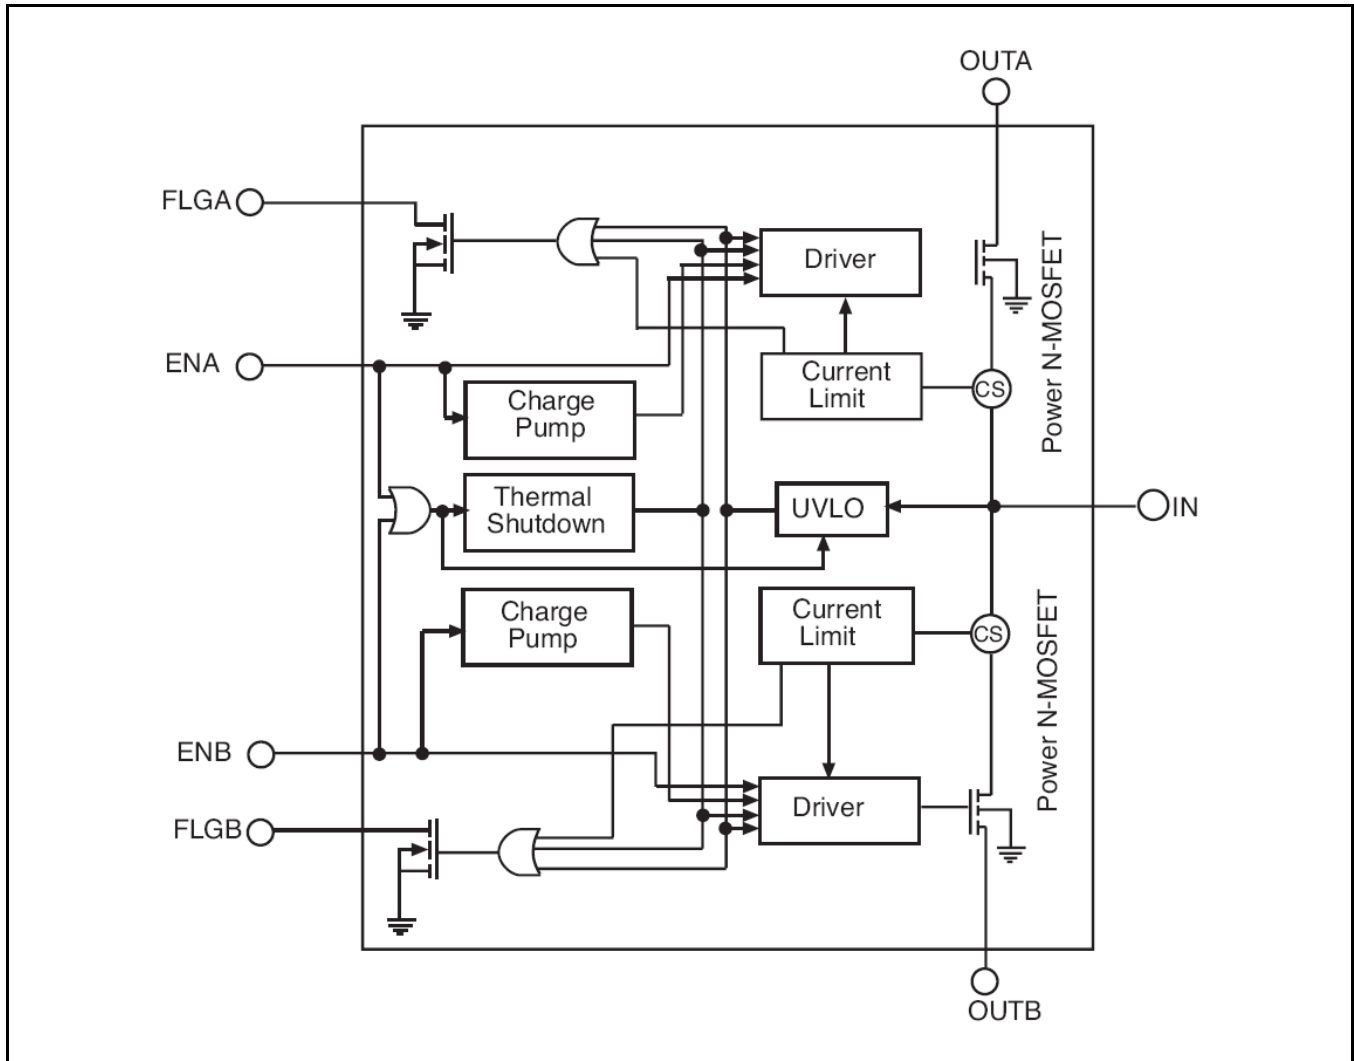 OUTA
FLGA
Driver
Power N-MOSFET
ENA
Current
Limit
CS
Charge
Pump
Thermal
Shutdown
UVLO
IN
Charge
Pump
Current
Limit
CS
Power N-MOSFET
ENB
Driver
FLGB
OUTB